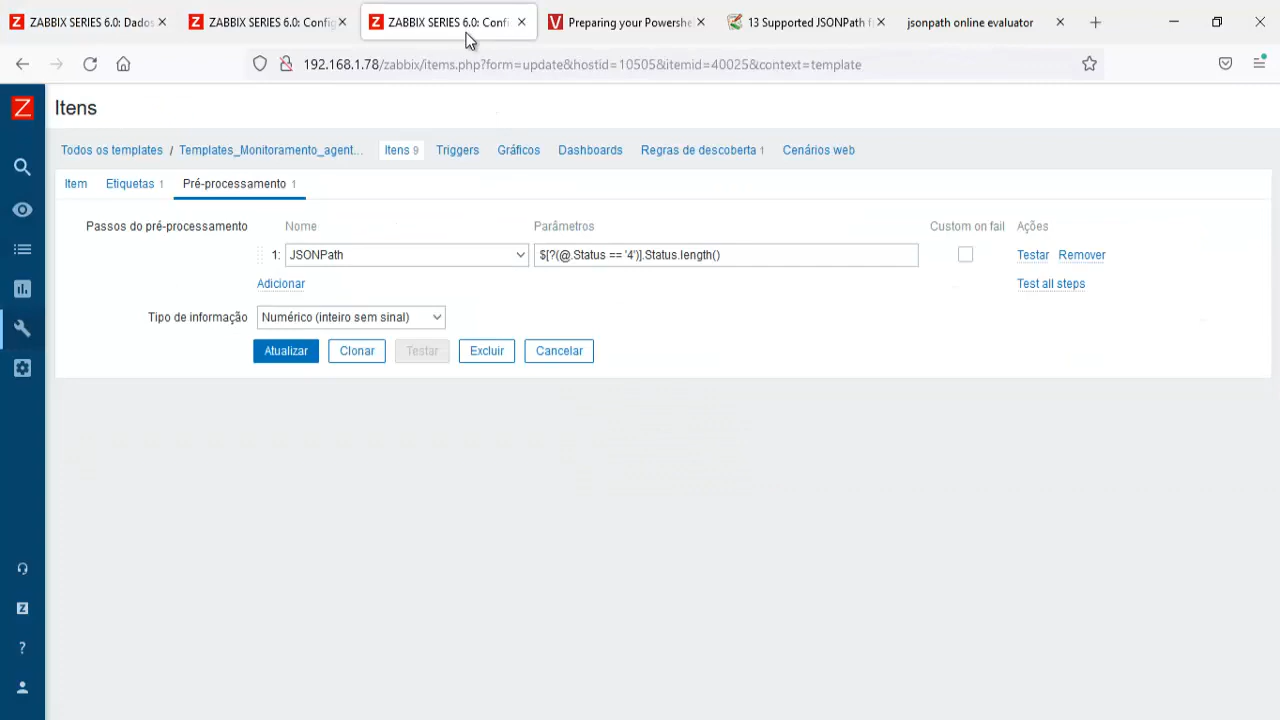 ZABBIX SERIES 6.0: Dados
ZABBIX SERIES 6.0: Config
ZABBIX SERIES 6.0: Confi
Preparing your Powershe
13 Supported JSONPath f
jsonpath online evaluator
192.168.1.78/zabbix/items.php?form=update&hostid=10505&itemid=40025&context=template
Z
Itens
Todos os templates / Templates_Monitoramento_agent... Itens 9 Triggers Gráficos Dashboards Regras de descoberta 1 Cenários web
Item Etiquetas 1 Pré-processamento 1
Passos do pré-processamento Nome Parâmetros Custom on fail Ações
1: JSONPath $[?(@.Status == '4')].Status.length() Testar Remover
Adicionar Test all steps
Tipo de informação Numérico (inteiro sem sinal)
Atualizar Clonar Testar Excluir Cancelar
Z
?